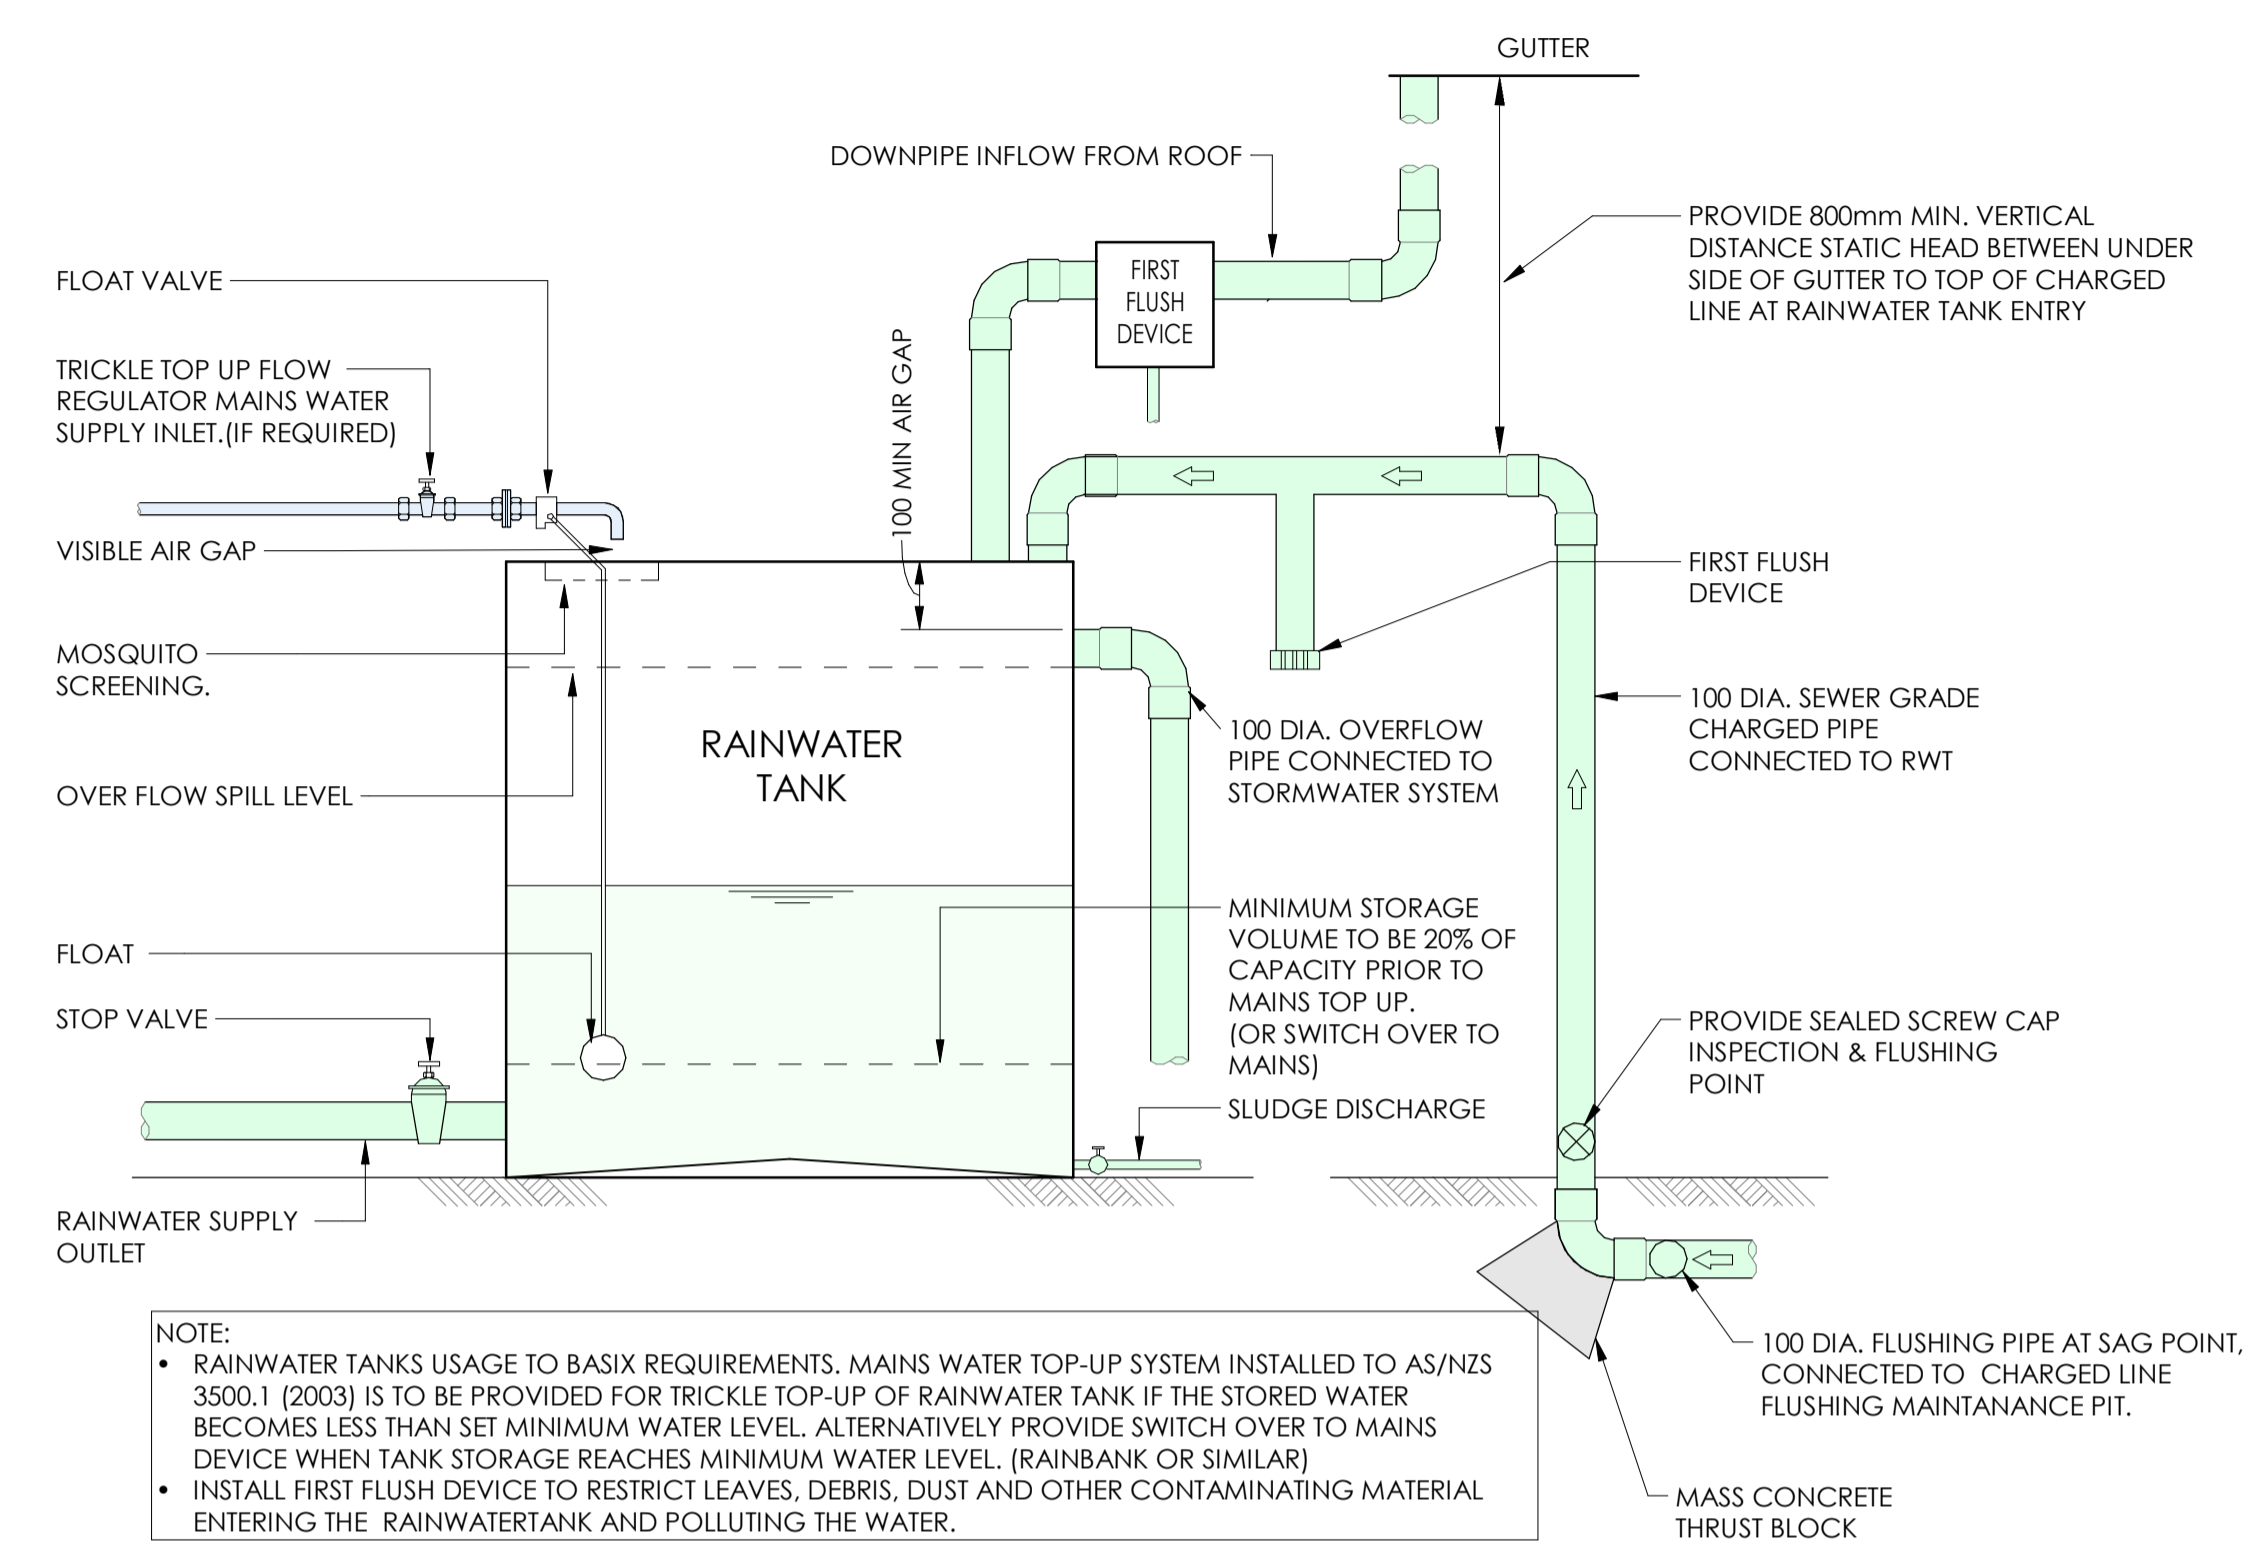 GUTTER
DOWNPIPE INFLOW FROM ROOF
PROVIDE 800mm MIN. VERTICAL
DISTANCE STATIC HEAD BETWEEN UNDER
SIDE OF GUTTER TO TOP OF CHARGED
LINE AT RAINWATER TANK ENTRY
FIRST
FLUSH
DEVICE
FLOAT VALVE
TRICKLE TOP UP FLOW
REGULATOR MAINS WATER
SUPPLY INLET.(IF REQUIRED)
100 MIN AIR GAP
VISIBLE AIR GAP
FIRST FLUSH
DEVICE
MOSQUITO
SCREENING.
100 DIA. SEWER GRADE
CHARGED PIPE
CONNECTED TO RWT
RAINWATER
TANK
100 DIA. OVERFLOW
PIPE CONNECTED TO
STORMWATER SYSTEM
OVER FLOW SPILL LEVEL
MINIMUM STORAGE
VOLUME TO BE 20% OF
CAPACITY PRIOR TO
MAINS TOP UP.
(OR SWITCH OVER TO
MAINS)
FLOAT
STOP VALVE
PROVIDE SEALED SCREW CAP
INSPECTION & FLUSHING
POINT
SLUDGE DISCHARGE
RAINWATER SUPPLY
OUTLET
NOTE:
• RAINWATER TANKS USAGE TO BASIX REQUIREMENTS. MAINS WATER TOP-UP SYSTEM INSTALLED TO AS/NZS
3500.1 (2003) IS TO BE PROVIDED FOR TRICKLE TOP-UP OF RAINWATER TANK IF THE STORED WATER
BECOMES LESS THAN SET MINIMUM WATER LEVEL. ALTERNATIVELY PROVIDE SWITCH OVER TO MAINS
DEVICE WHEN TANK STORAGE REACHES MINIMUM WATER LEVEL. (RAINBANK OR SIMILAR)
• INSTALL FIRST FLUSH DEVICE TO RESTRICT LEAVES, DEBRIS, DUST AND OTHER CONTAMINATING MATERIAL
ENTERING THE RAINWATERTANK AND POLLUTING THE WATER.
100 DIA. FLUSHING PIPE AT SAG POINT,
CONNECTED TO CHARGED LINE
FLUSHING MAINTANANCE PIT.
MASS CONCRETE
THRUST BLOCK